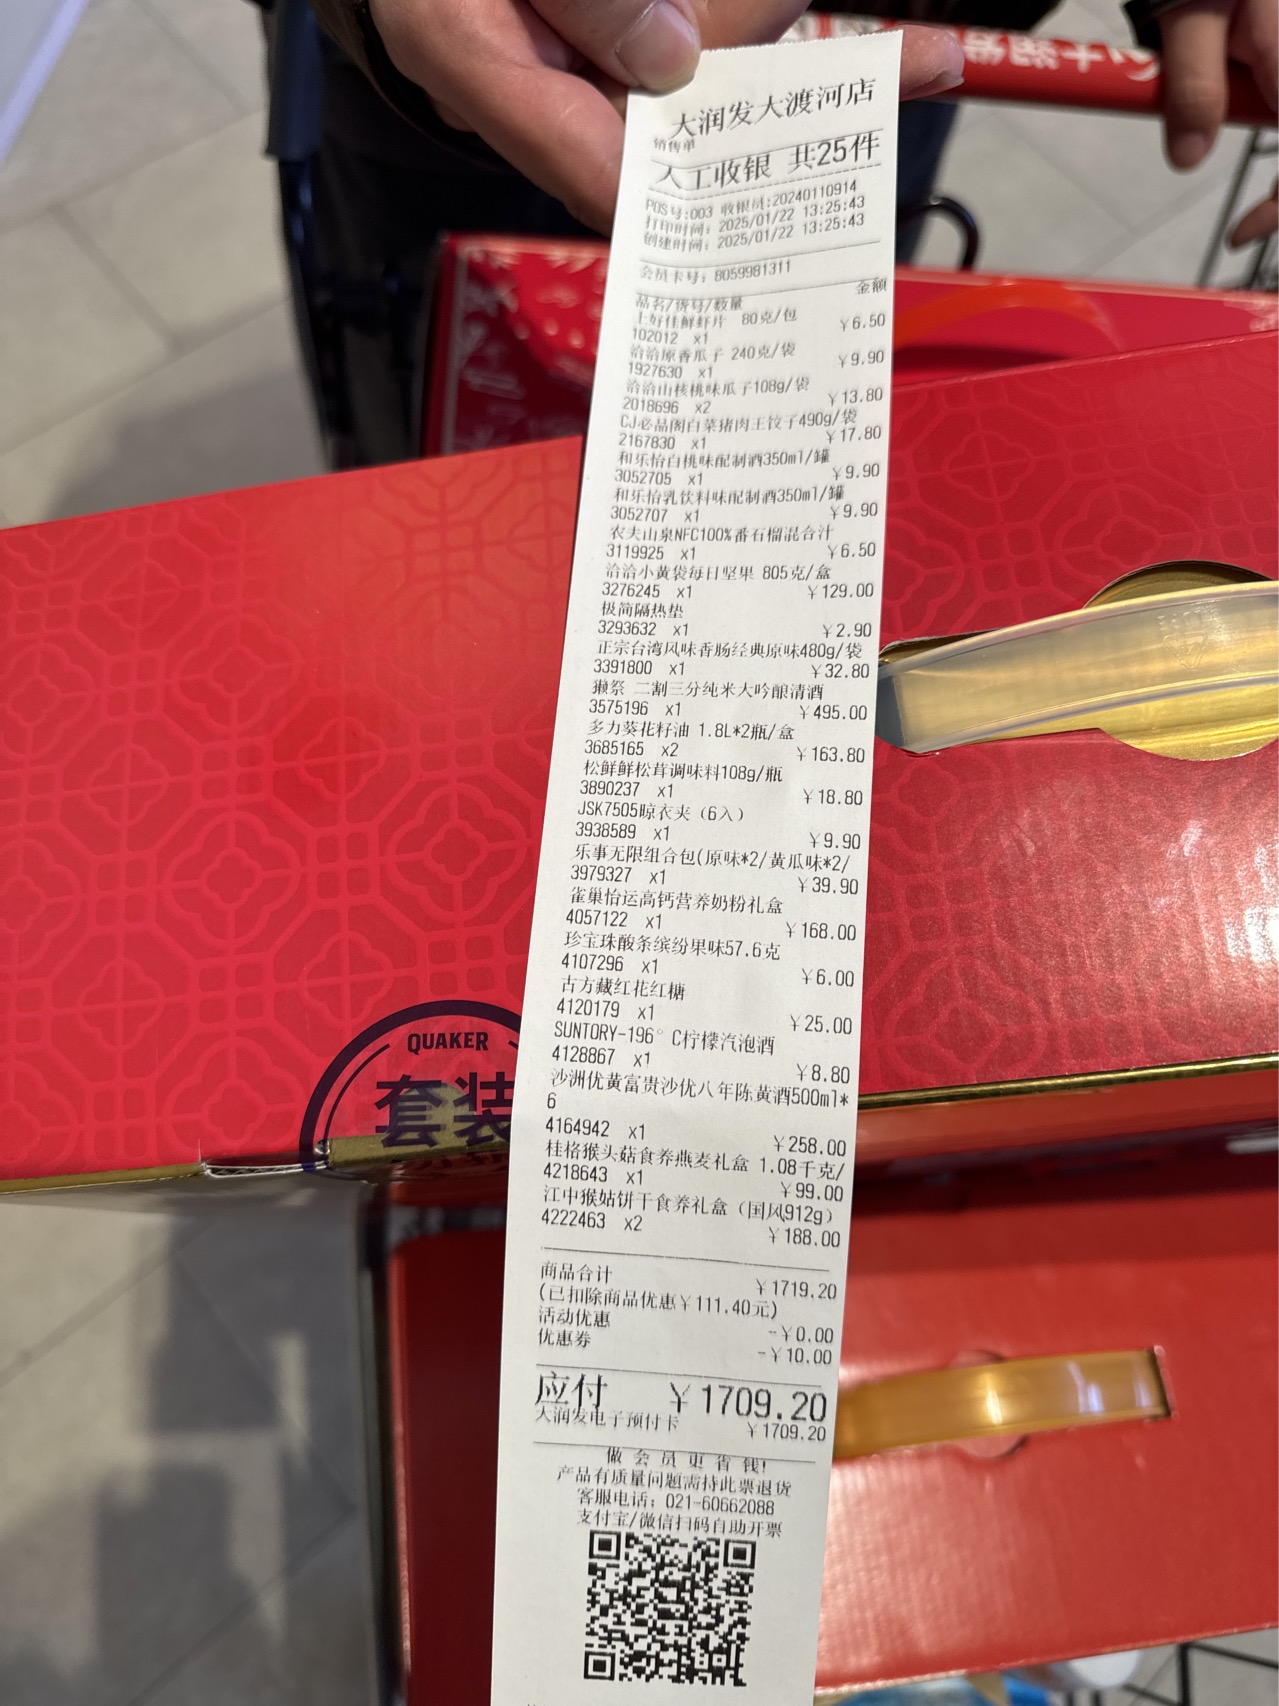 大润发
大润发大渡河店
销售单
人工收银 共25件
POS号:003 收银员:20240110914
打印时间: 2025/01/22 13:25:43
创建时间: 2025/01/22 13:25:43
会员卡号: 8059981311
品名/货号/数量 金额
上好佳鲜虾片 80克/包
102012 x1 ¥6.50
洽洽原香瓜子 240克/袋
1927630 x1 ¥9.90
洽洽山核桃味瓜子108g/袋
2018696 x2 ¥13.80
CJ必品阁白菜猪肉王饺子490g/袋
2167830 x1 ¥17.80
和乐怡白桃味配制酒350ml/罐
3052705 x1 ¥9.90
和乐怡乳饮料味配制酒350ml/罐
3052707 x1 ¥9.90
农夫山泉NFC100%番石榴混合汁
3119925 x1 ¥6.50
洽洽小黄袋每日坚果 805克/盒
3276245 x1 ¥129.00
极简隔热垫
3293632 x1 ¥2.90
正宗台湾风味香肠经典原味480g/袋
3391800 x1 ¥32.80
獭祭 二割三分纯米大吟酿清酒
3575196 x1 ¥495.00
多力葵花籽油 1.8L*2瓶/盒
3685165 x2 ¥163.80
松鲜鲜松茸调味料108g/瓶
3890237 x1 ¥18.80
JSK7505晾衣夹（6入）
3938589 x1 ¥9.90
乐事无限组合包(原味*2/黄瓜味*2/
3979327 x1 ¥39.90
雀巢怡运高钙营养奶粉礼盒
4057122 x1 ¥168.00
珍宝珠酸条缤纷果味57.6克
4107296 x1 ¥6.00
古方藏红花红糖
4120179 x1 ¥25.00
SUNTORY-196°C柠檬汽泡酒
4128867 x1 ¥8.80
沙洲优黄富贵沙优八年陈黄酒500ml*
6
4164942 x1 ¥258.00
桂格猴头菇食养燕麦礼盒 1.08千克/
4218643 x1 ¥99.00
江中猴姑饼干食养礼盒（国风912g）
4222463 x2 ¥188.00
商品合计 ¥1719.20
(已扣除商品优惠¥111.40元)
活动优惠 -¥0.00
优惠券 -¥10.00
应付 ¥1709.20
大润发电子预付卡 ¥1709.20
做会员更省钱!
产品有质量问题需持此票退货
客服电话: 021-60662088
支付宝/微信扫码自助开票
QUAKER
套装